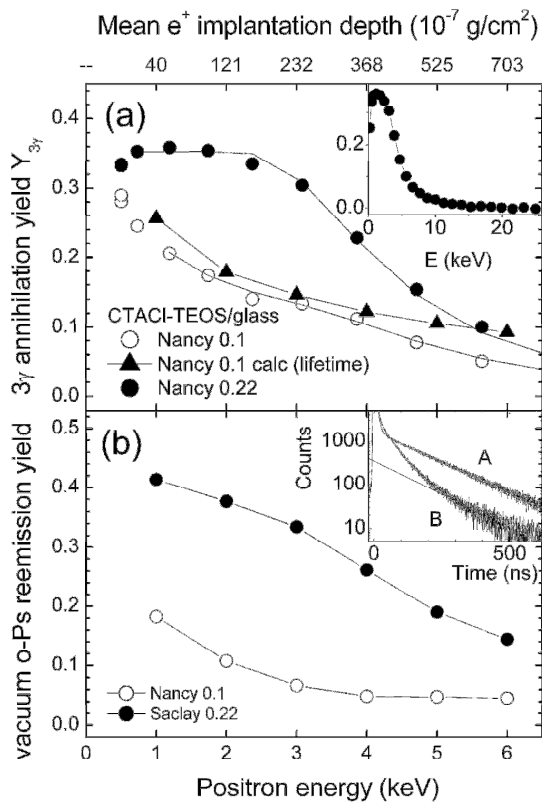 Mean e⁺ implantation depth (10⁻⁷ g/cm²)
-- 40 121 232 368 525 703
(a)
0.4
0.3
0.2
0.1
0.0
3γ annihilation yield Y₃γ
0.2
0.0
0 10 20
E (keV)
CTACl-TEOS/glass
Nancy 0.1
Nancy 0.1 calc (lifetime)
Nancy 0.22
(b)
0.5
0.4
0.3
0.2
0.1
0.0
vacuum o-Ps reemission yield
Counts
1000
100
10
A
B
0 500
Time (ns)
Nancy 0.1
Saclay 0.22
0 1 2 3 4 5 6
Positron energy (keV)